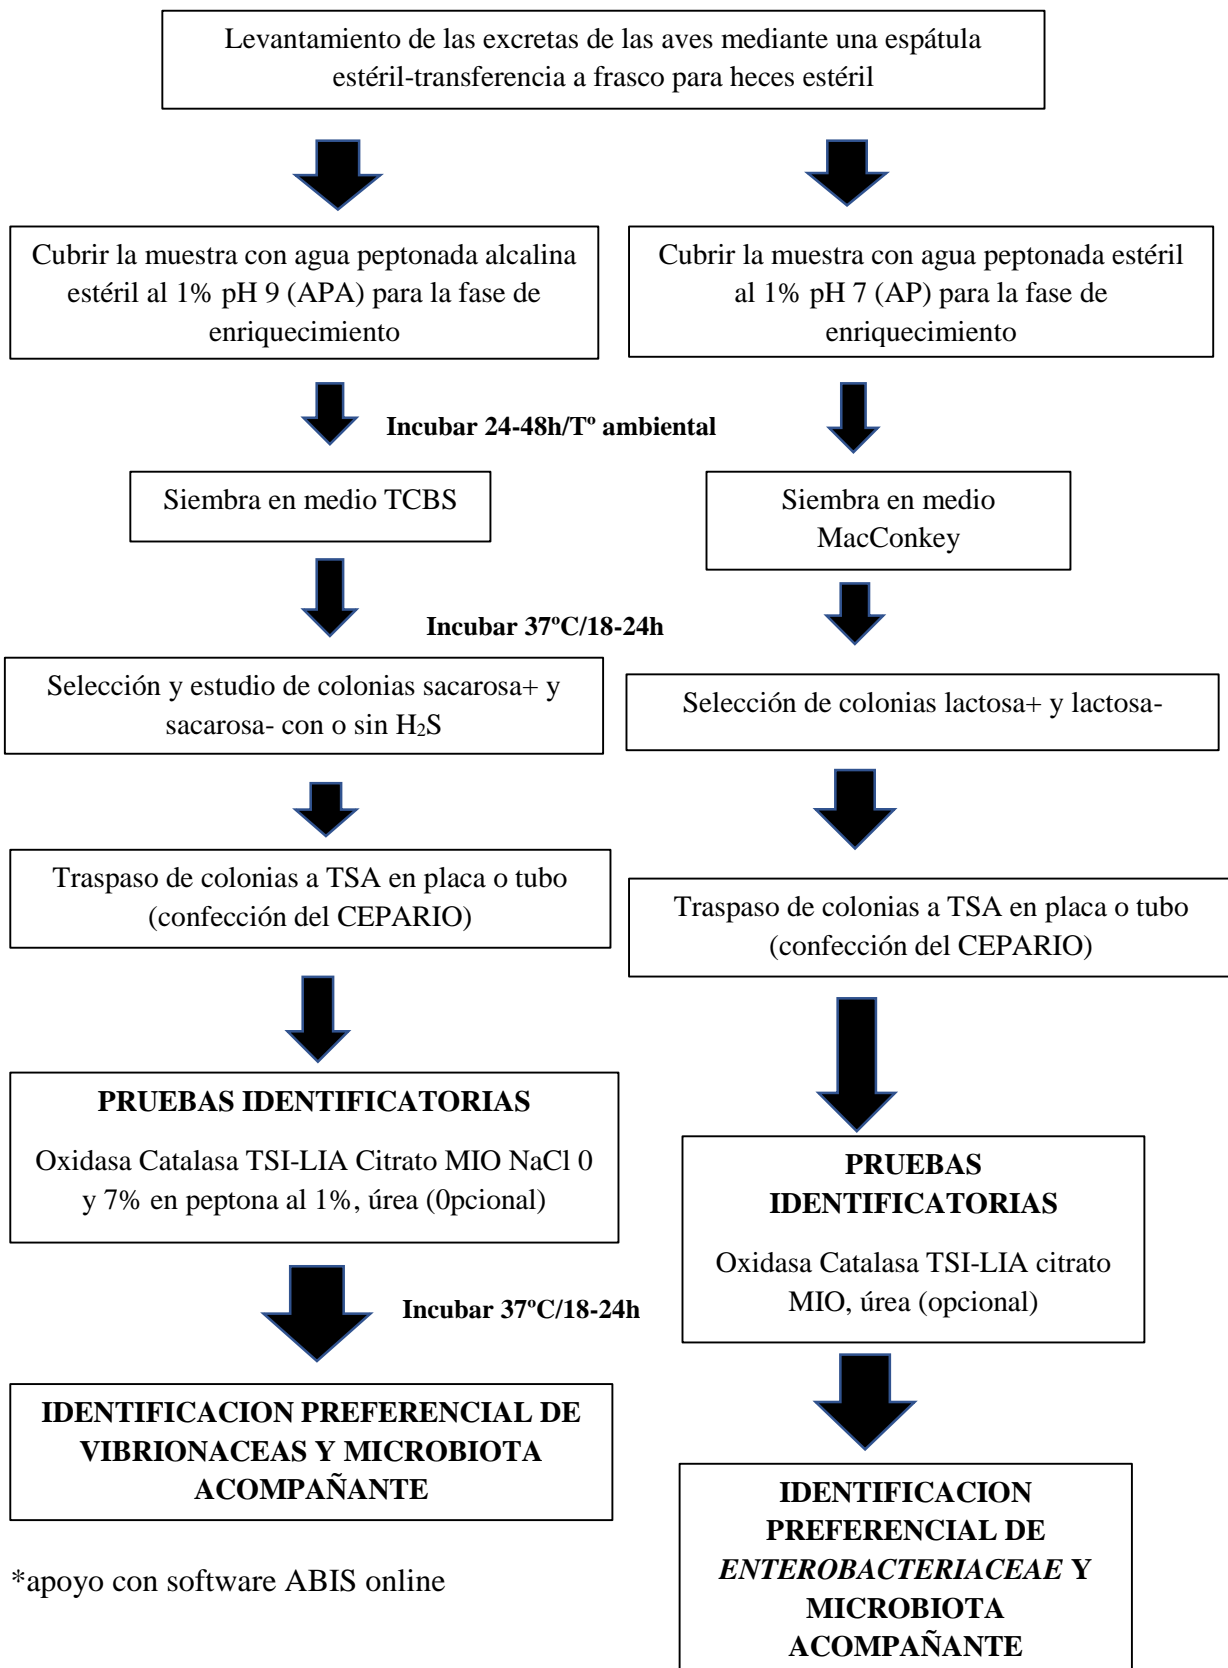 Levantamiento de las excretas de las aves mediante una espátula
estéril-transferencia a frasco para heces estéril
Cubrir la muestra con agua peptonada alcalina
estéril al 1% pH 9 (APA) para la fase de
enriquecimiento
Cubrir la muestra con agua peptonada estéril
al 1% pH 7 (AP) para la fase de
enriquecimiento
Incubar 24-48h/Tº ambiental
Siembra en medio TCBS
Siembra en medio
MacConkey
Incubar 37ºC/18-24h
Selección y estudio de colonias sacarosa+ y
sacarosa- con o sin H₂S
Selección de colonias lactosa+ y lactosa-
Traspaso de colonias a TSA en placa o tubo
(confección del CEPARIO)
Traspaso de colonias a TSA en placa o tubo
(confección del CEPARIO)
PRUEBAS IDENTIFICATORIAS
Oxidasa Catalasa TSI-LIA Citrato MIO NaCl 0
y 7% en peptona al 1%, úrea (0pcional)
PRUEBAS
IDENTIFICATORIAS
Oxidasa Catalasa TSI-LIA citrato
MIO, úrea (opcional)
Incubar 37ºC/18-24h
IDENTIFICACION PREFERENCIAL DE
VIBRIONACEAS Y MICROBIOTA
ACOMPAÑANTE
IDENTIFICACION
PREFERENCIAL DE
ENTEROBACTERIACEAE Y
MICROBIOTA
ACOMPAÑANTE
*apoyo con software ABIS online